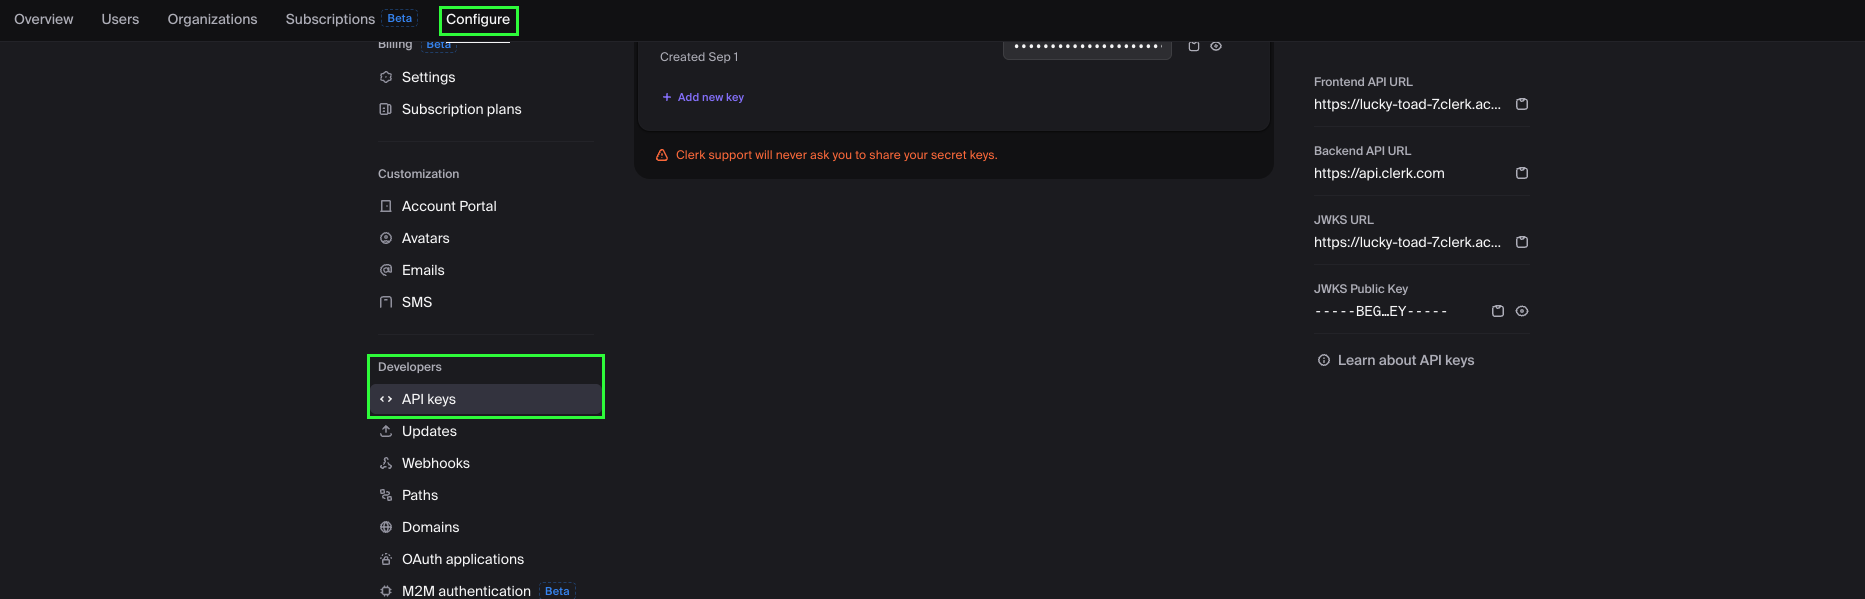 Overview
Users
Organizations
Subscriptions Beta
Configure
Billing Beta
Settings
Subscription plans
Customization
Account Portal
Avatars
Emails
SMS
Developers
API keys
Updates
Webhooks
Paths
Domains
OAuth applications
M2M authentication Beta
Created Sep 1
+ Add new key
Clerk support will never ask you to share your secret keys.
Frontend API URL
https://lucky-toad-7.clerk.ac...
Backend API URL
https://api.clerk.com
JWKS URL
https://lucky-toad-7.clerk.ac...
JWKS Public Key
-----BEG…EY-----
Learn about API keys